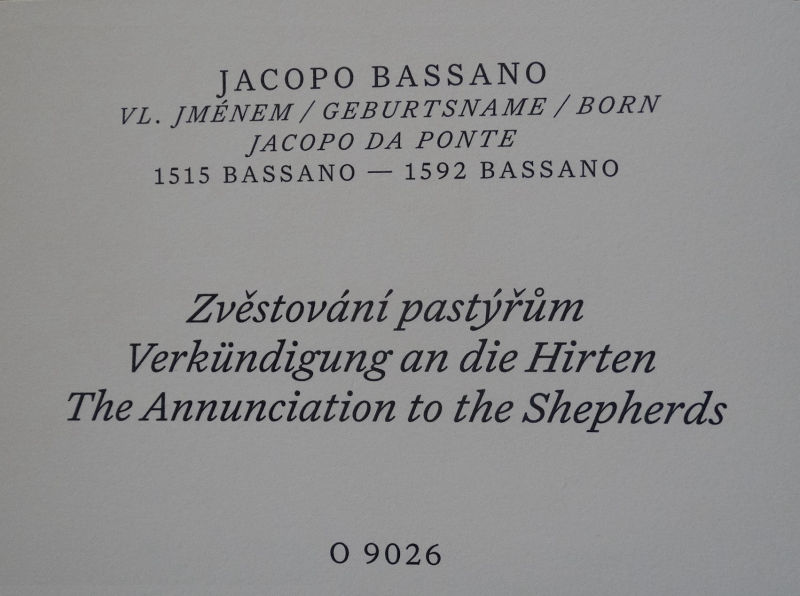 JACOPO BASSANO
VL. JMÉNEM / GEBURTSNAME / BORN
JACOPO DA PONTE
1515 BASSANO — 1592 BASSANO
Zvěstování pastýřům
Verkündigung an die Hirten
The Annunciation to the Shepherds
O 9026